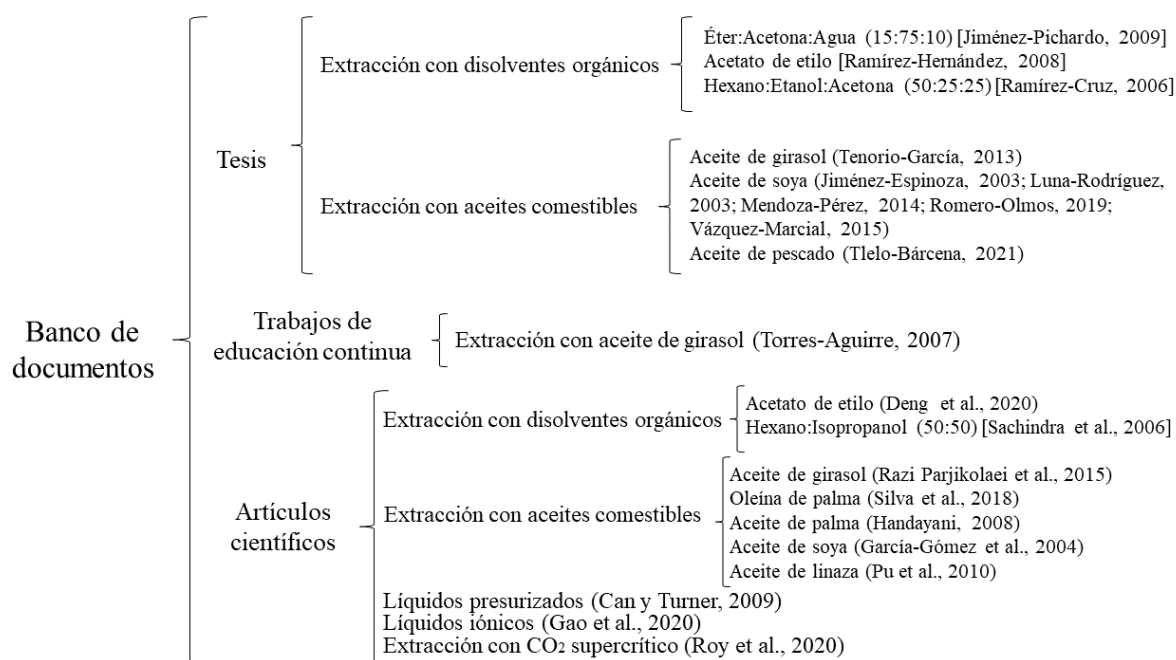 Banco de
documentos
Tesis
Extracción con disolventes orgánicos
Éter:Acetona:Agua (15:75:10) [Jiménez-Pichardo, 2009]
Acetato de etilo [Ramírez-Hernández, 2008]
Hexano:Etanol:Acetona (50:25:25) [Ramírez-Cruz, 2006]
Extracción con aceites comestibles
Aceite de girasol (Tenorio-García, 2013)
Aceite de soya (Jiménez-Espinoza, 2003; Luna-Rodríguez,
2003; Mendoza-Pérez, 2014; Romero-Olmos, 2019;
Vázquez-Marcial, 2015)
Aceite de pescado (Tlelo-Bárcena, 2021)
Trabajos de
educación continua
Extracción con aceite de girasol (Torres-Aguirre, 2007)
Artículos
científicos
Extracción con disolventes orgánicos
Acetato de etilo (Deng et al., 2020)
Hexano:Isopropanol (50:50) [Sachindra et al., 2006]
Extracción con aceites comestibles
Aceite de girasol (Razi Parjikolaei et al., 2015)
Oleína de palma (Silva et al., 2018)
Aceite de palma (Handayani, 2008)
Aceite de soya (García-Gómez et al., 2004)
Aceite de linaza (Pu et al., 2010)
Líquidos presurizados (Can y Turner, 2009)
Líquidos iónicos (Gao et al., 2020)
Extracción con CO₂ supercrítico (Roy et al., 2020)